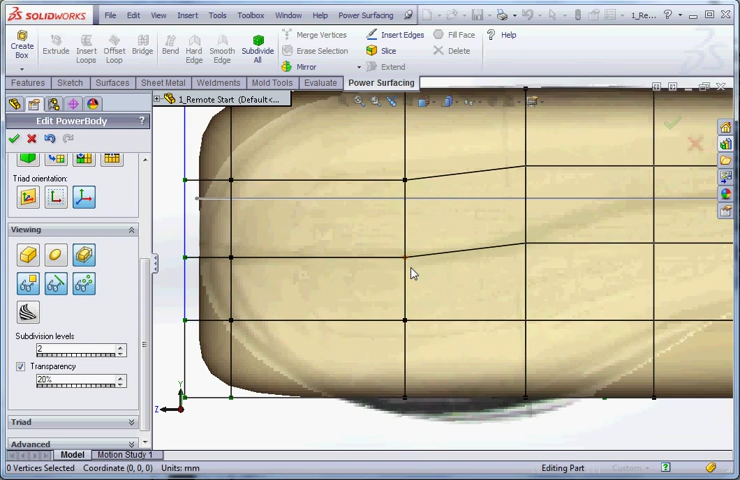 SOLIDWORKS File Edit View Insert Tools Toolbox Window Help Power Surfacing 1_Re... ?
Create Box Extrude Insert Loops Offset Loop Bridge Bend Hard Edge Smooth Edge Subdivide All Merge Vertices Insert Edges Fill Face Help
Erase Selection Slice Delete
Mirror Extend
Features Sketch Surfaces Sheet Metal Weldments Mold Tools Evaluate Power Surfacing
1_Remote Start (Default<...
Edit PowerBody ?
Triad orientation:
Viewing
Subdivision levels
2
Transparency
20%
Triad
Advanced
Y
Z
Model Motion Study 1
0 Vertices Selected Coordinate (0, 0, 0) Units: mm Editing Part Custom ?